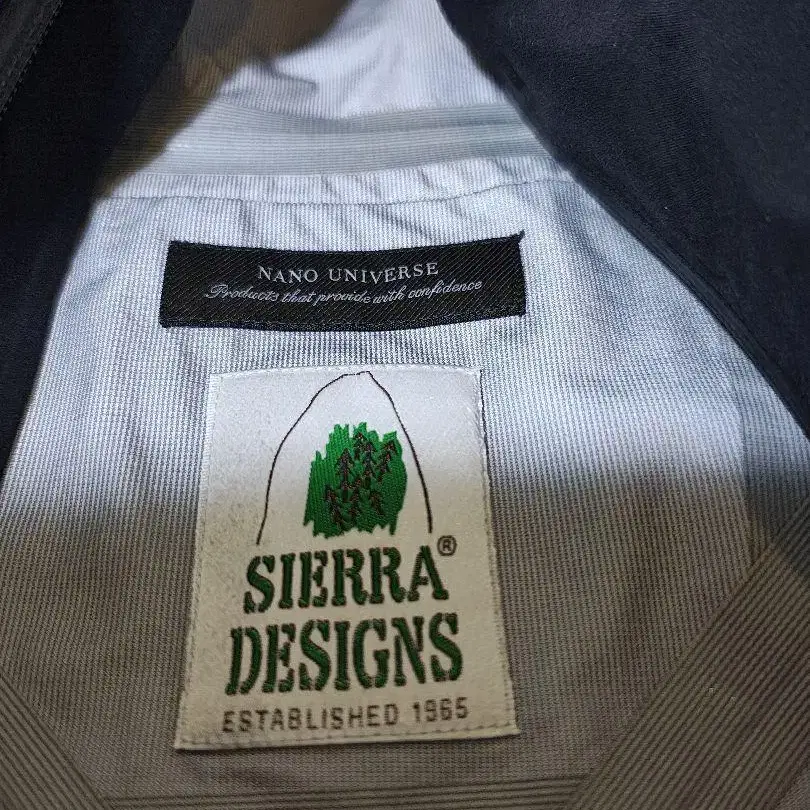 NANO UNIVERSE
Products that provide with confidence
SIERRA®
DESIGNS
ESTABLISHED 1965